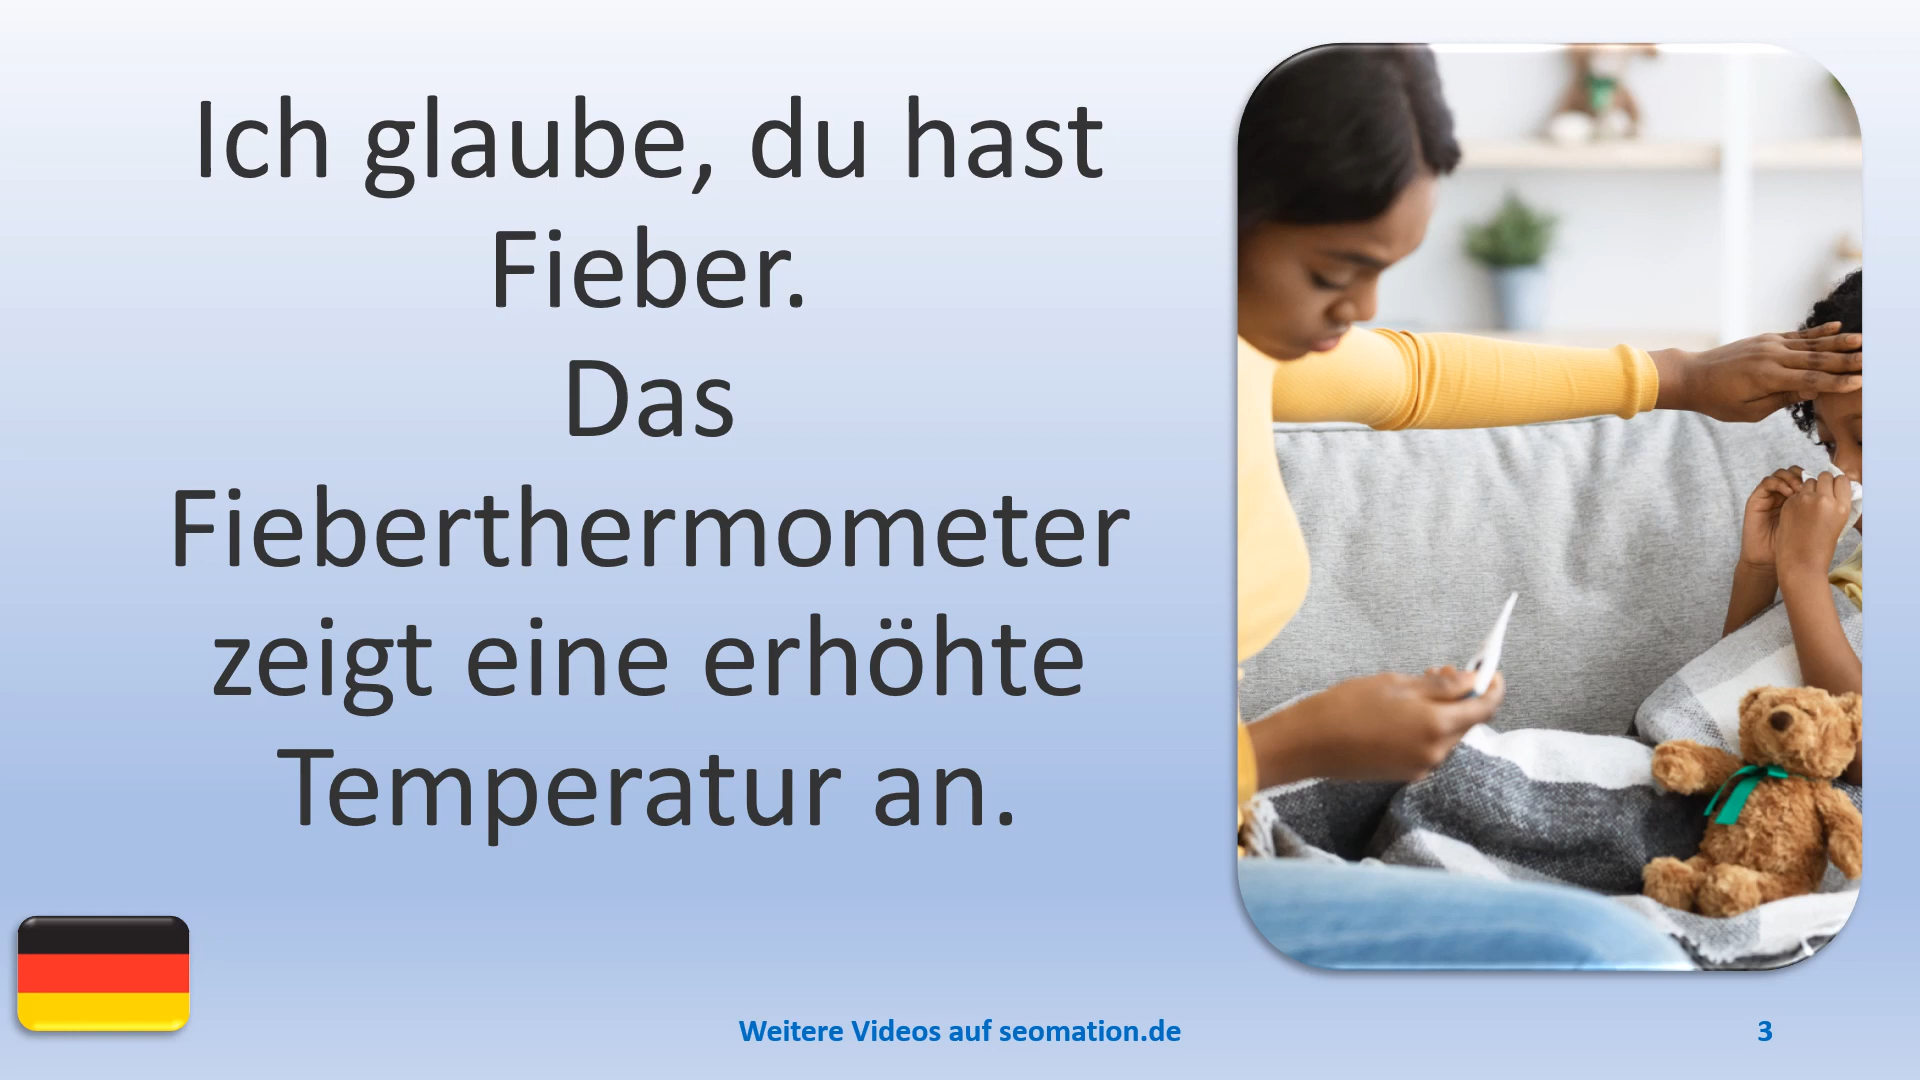 Ich glaube, du hast
Fieber.
Das
Fieberthermometer
zeigt eine erhöhte
Temperatur an.
Weitere Videos auf seomation.de
3